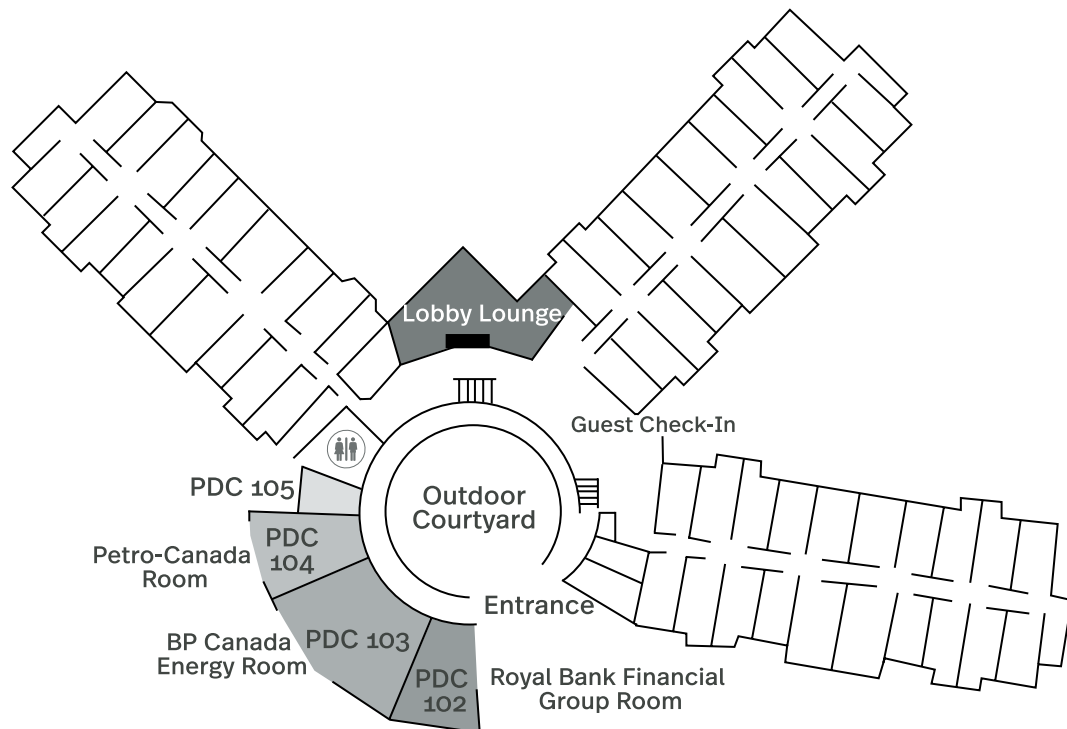 Lobby Lounge
Guest Check-In
PDC 105
Outdoor
Courtyard
PDC
104
Petro-Canada
Room
Entrance
PDC 103
BP Canada
Energy Room
PDC
102
Royal Bank Financial
Group Room